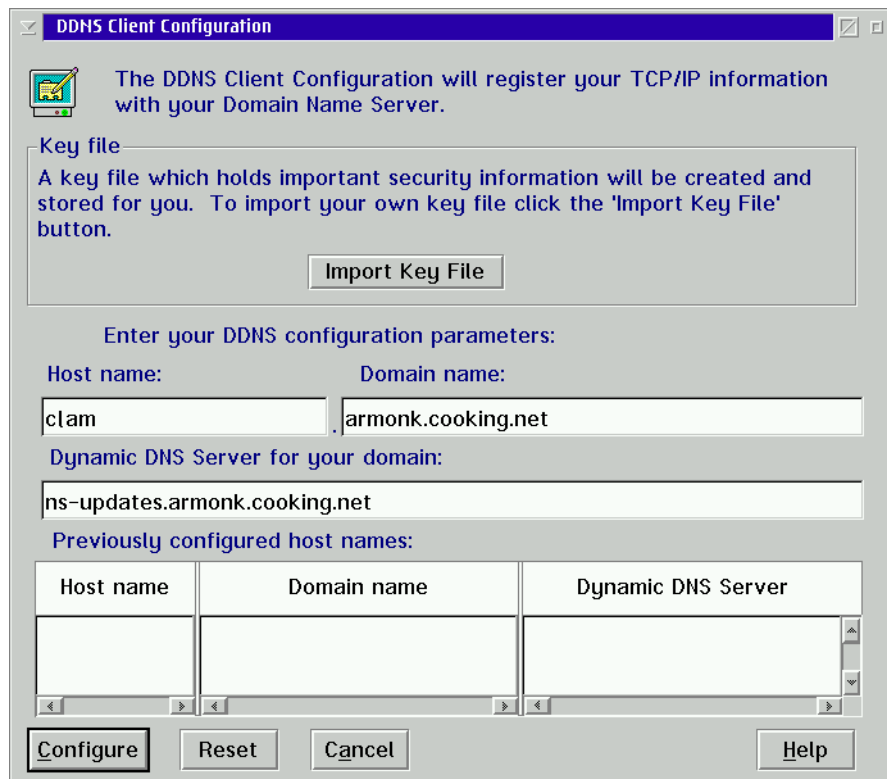 DDNS Client Configuration
The DDNS Client Configuration will register your TCP/IP information
with your Domain Name Server.
Key file
A key file which holds important security information will be created and
stored for you.  To import your own key file click the 'Import Key File'
button.
Import Key File
Enter your DDNS configuration parameters:
Host name: Domain name:
clam . armonk.cooking.net
Dynamic DNS Server for your domain:
ns-updates.armonk.cooking.net
Previously configured host names:
Host name Domain name Dynamic DNS Server
Configure Reset Cancel Help